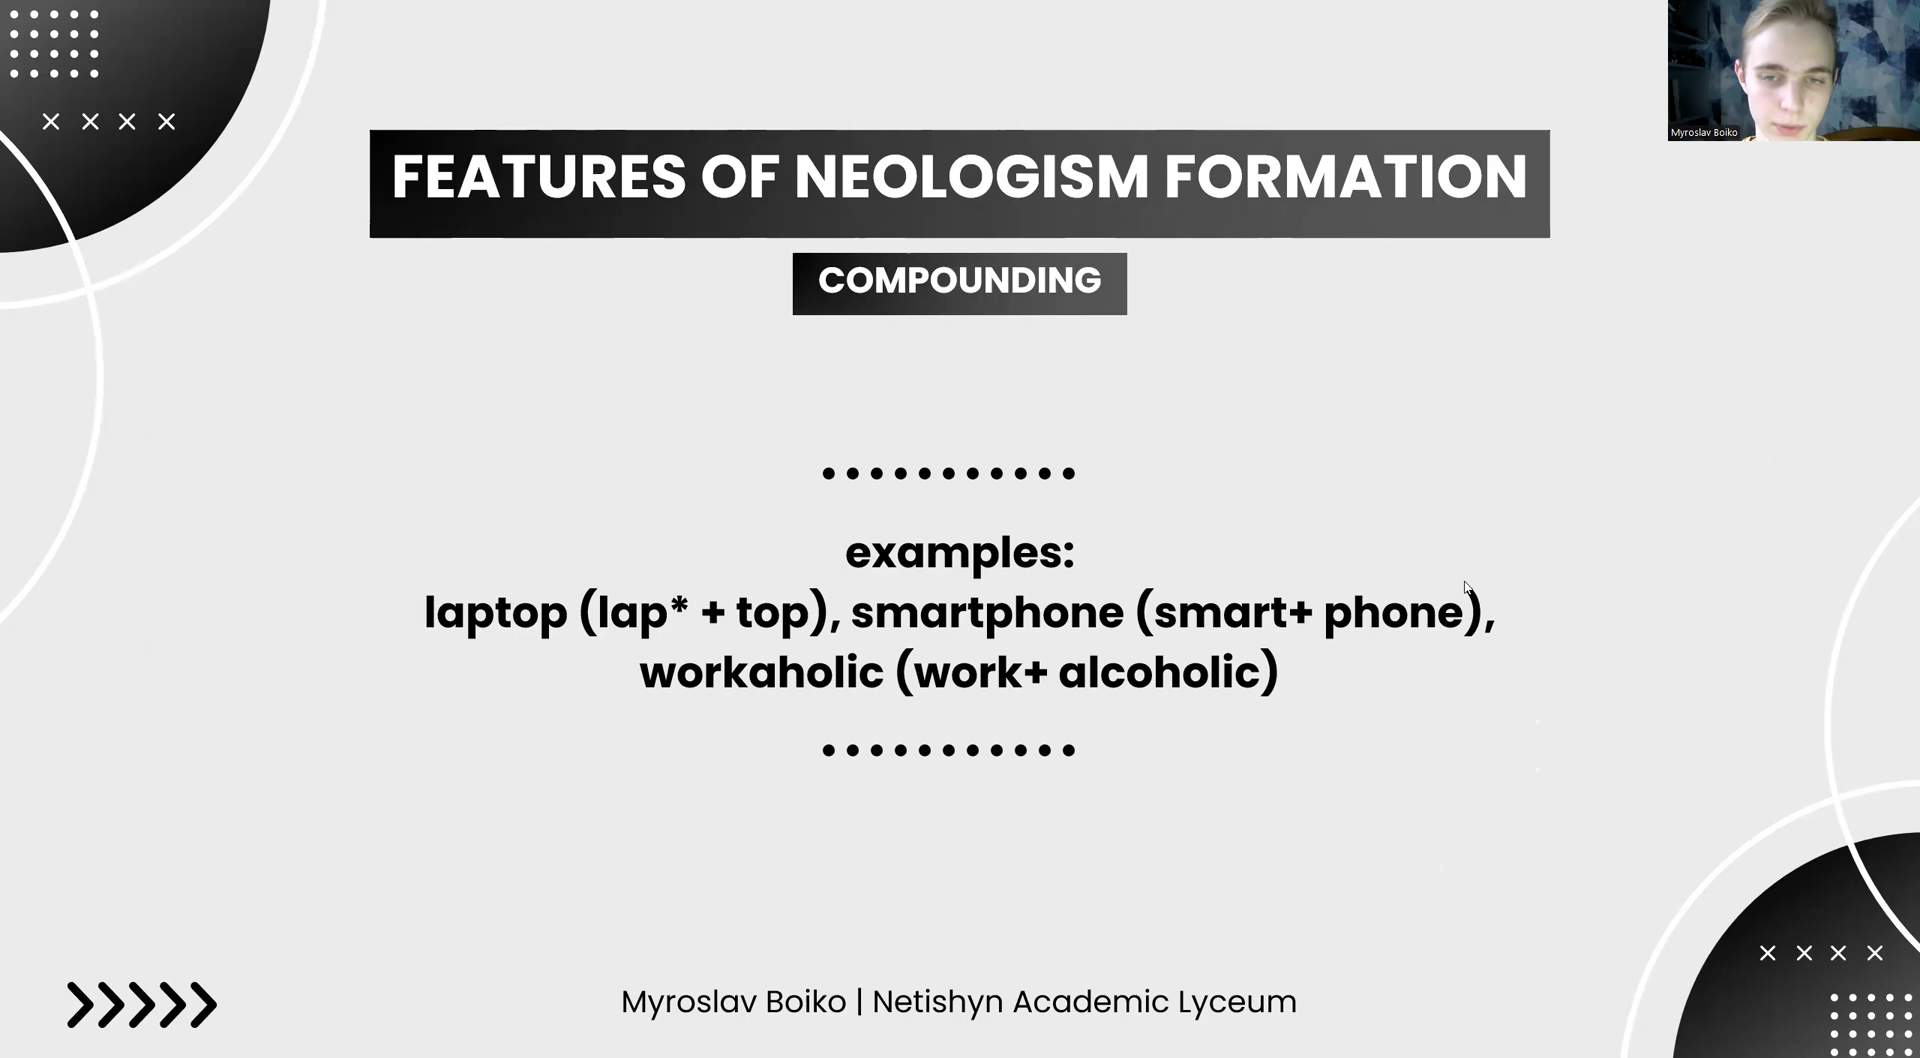 Myroslav Boiko
FEATURES OF NEOLOGISM FORMATION
COMPOUNDING
examples:
laptop (lap* + top), smartphone (smart+ phone),
workaholic (work+ alcoholic)
Myroslav Boiko | Netishyn Academic Lyceum